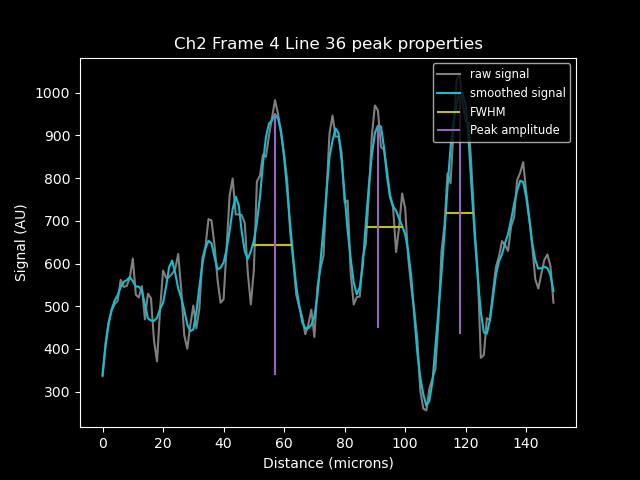 Ch2 Frame 4 Line 36 peak properties
raw signal
smoothed signal
FWHM
Peak amplitude
1000
900
800
700
600
500
400
300
Signal (AU)
0 20 40 60 80 100 120 140
Distance (microns)